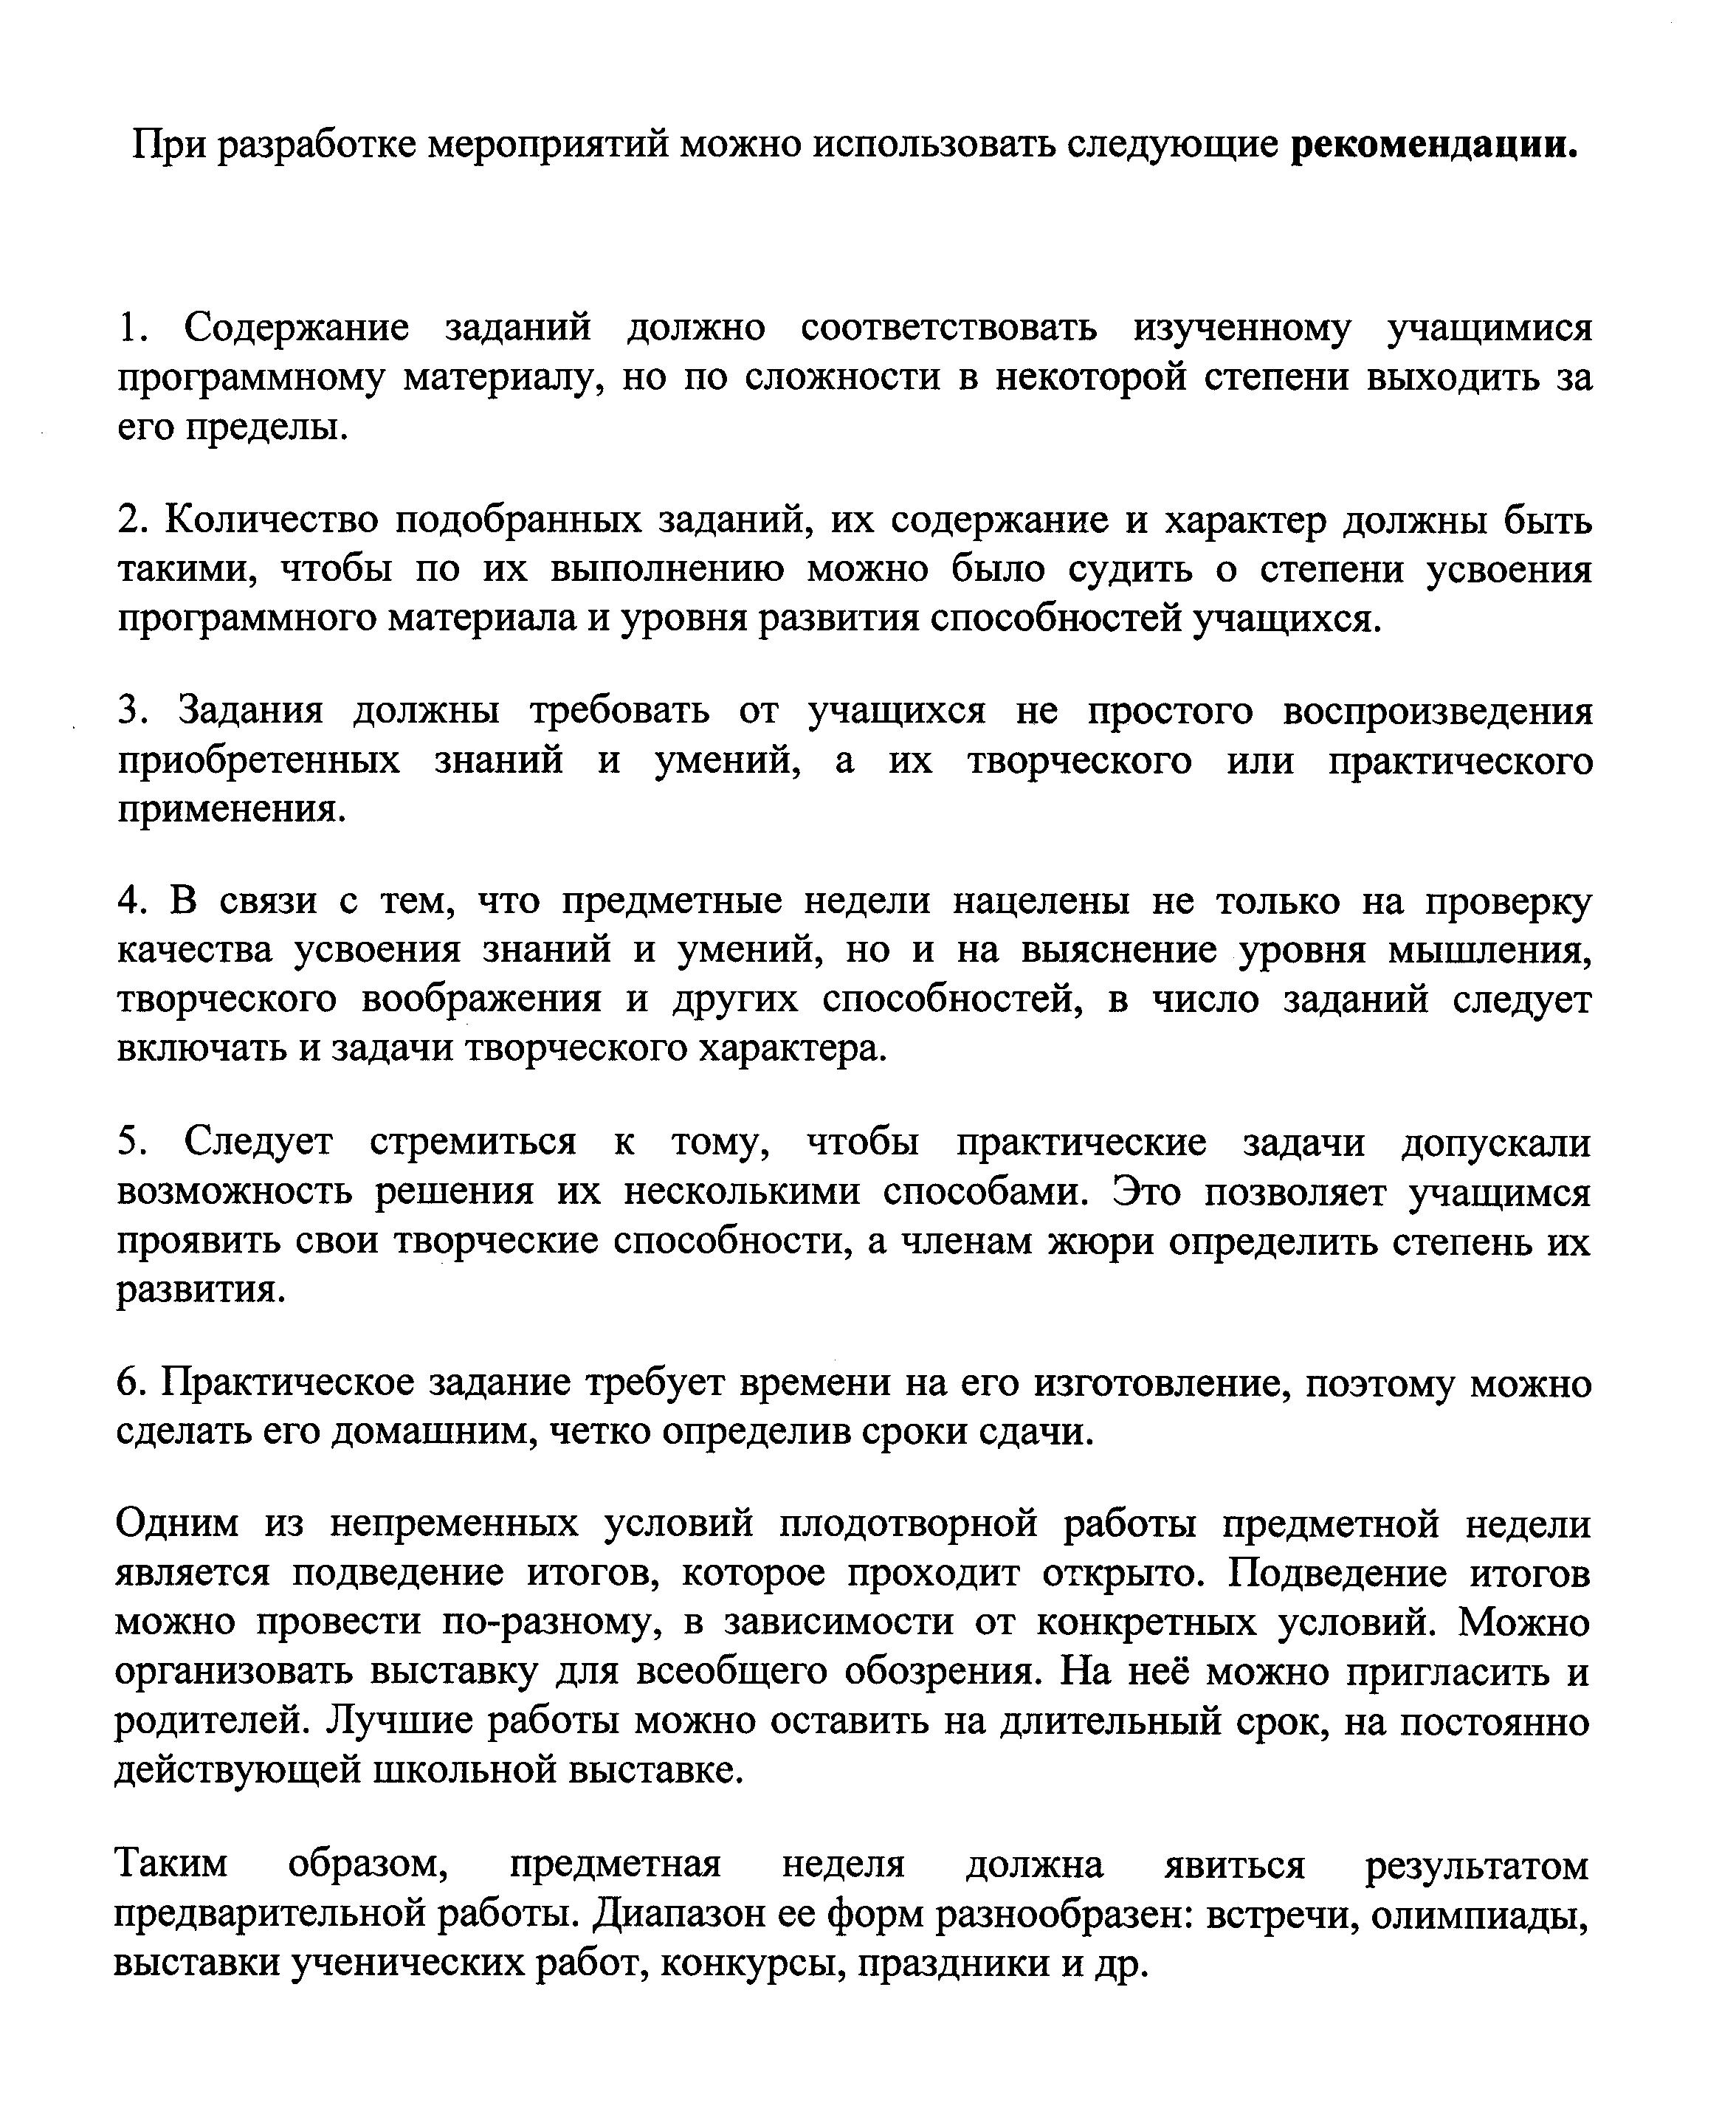 При разработке мероприятий можно использовать следующие рекомендации.
1. Содержание заданий должно соответствовать изученному учащимися
программному материалу, но по сложности в некоторой степени выходить за
его пределы.
2. Количество подобранных заданий, их содержание и характер должны быть
такими, чтобы по их выполнению можно было судить о степени усвоения
программного материала и уровня развития способностей учащихся.
3. Задания должны требовать от учащихся не простого воспроизведения
приобретенных знаний и умений, а их творческого или практического
применения.
4. В связи с тем, что предметные недели нацелены не только на проверку
качества усвоения знаний и умений, но и на выяснение уровня мышления,
творческого воображения и других способностей, в число заданий следует
включать и задачи творческого характера.
5. Следует стремиться к тому, чтобы практические задачи допускали
возможность решения их несколькими способами. Это позволяет учащимся
проявить свои творческие способности, а членам жюри определить степень их
развития.
6. Практическое задание требует времени на его изготовление, поэтому можно
сделать его домашним, четко определив сроки сдачи.
Одним из непременных условий плодотворной работы предметной недели
является подведение итогов, которое проходит открыто. Подведение итогов
можно провести по-разному, в зависимости от конкретных условий. Можно
организовать выставку для всеобщего обозрения. На неё можно пригласить и
родителей. Лучшие работы можно оставить на длительный срок, на постоянно
действующей школьной выставке.
Таким образом, предметная неделя должна явиться результатом
предварительной работы. Диапазон ее форм разнообразен: встречи, олимпиады,
выставки ученических работ, конкурсы, праздники и др.